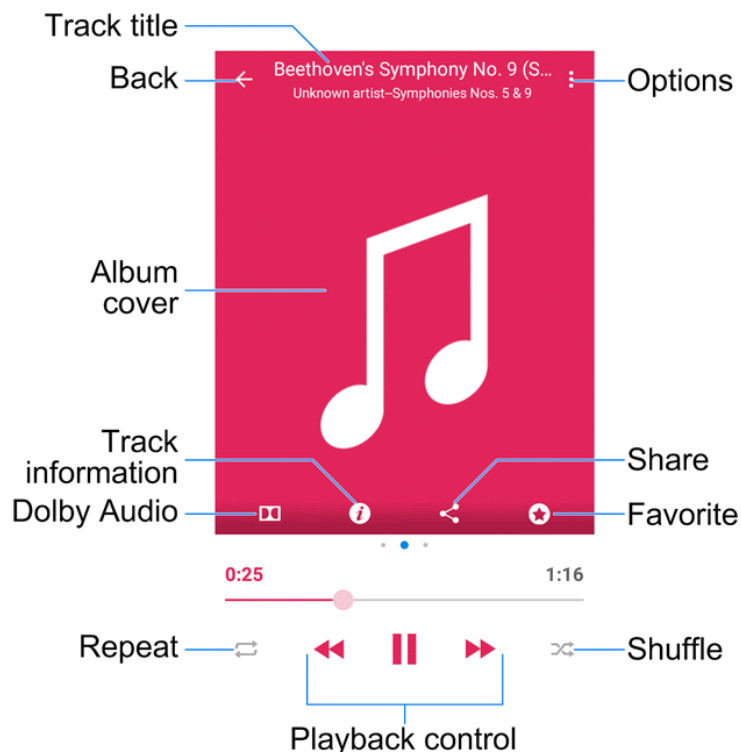 Track title
Back
Beethoven's Symphony No. 9 (S...
Unknown artist–Symphonies Nos. 5 & 9
Options
Album
cover
Track
information
Dolby Audio
Share
Favorite
0:25
1:16
Repeat
Shuffle
Playback control